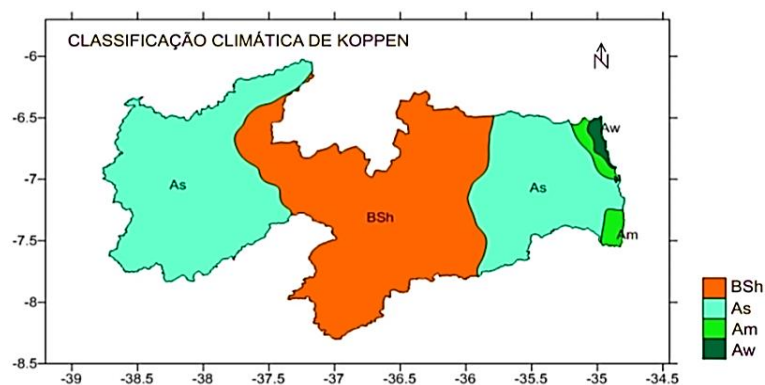 CLASSIFICAÇÃO CLIMÁTICA DE KOPPEN
N
-6
-6.5
-7
-7.5
-8
-8.5
Aw
As
As
BSh
Am
BSh
As
Am
Aw
-39
-38.5
-38
-37.5
-37
-36.5
-36
-35.5
-35
-34.5